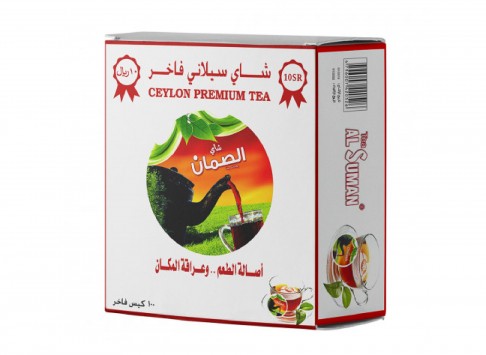 شاي سيلاني فاخر
CEYLON PREMIUM TEA
١٠ ريال
10SR
شاي
الصمان
أصالة الطعم .. وعراقة المكان
١٠٠ كيس فاخر
AL SUMAN®